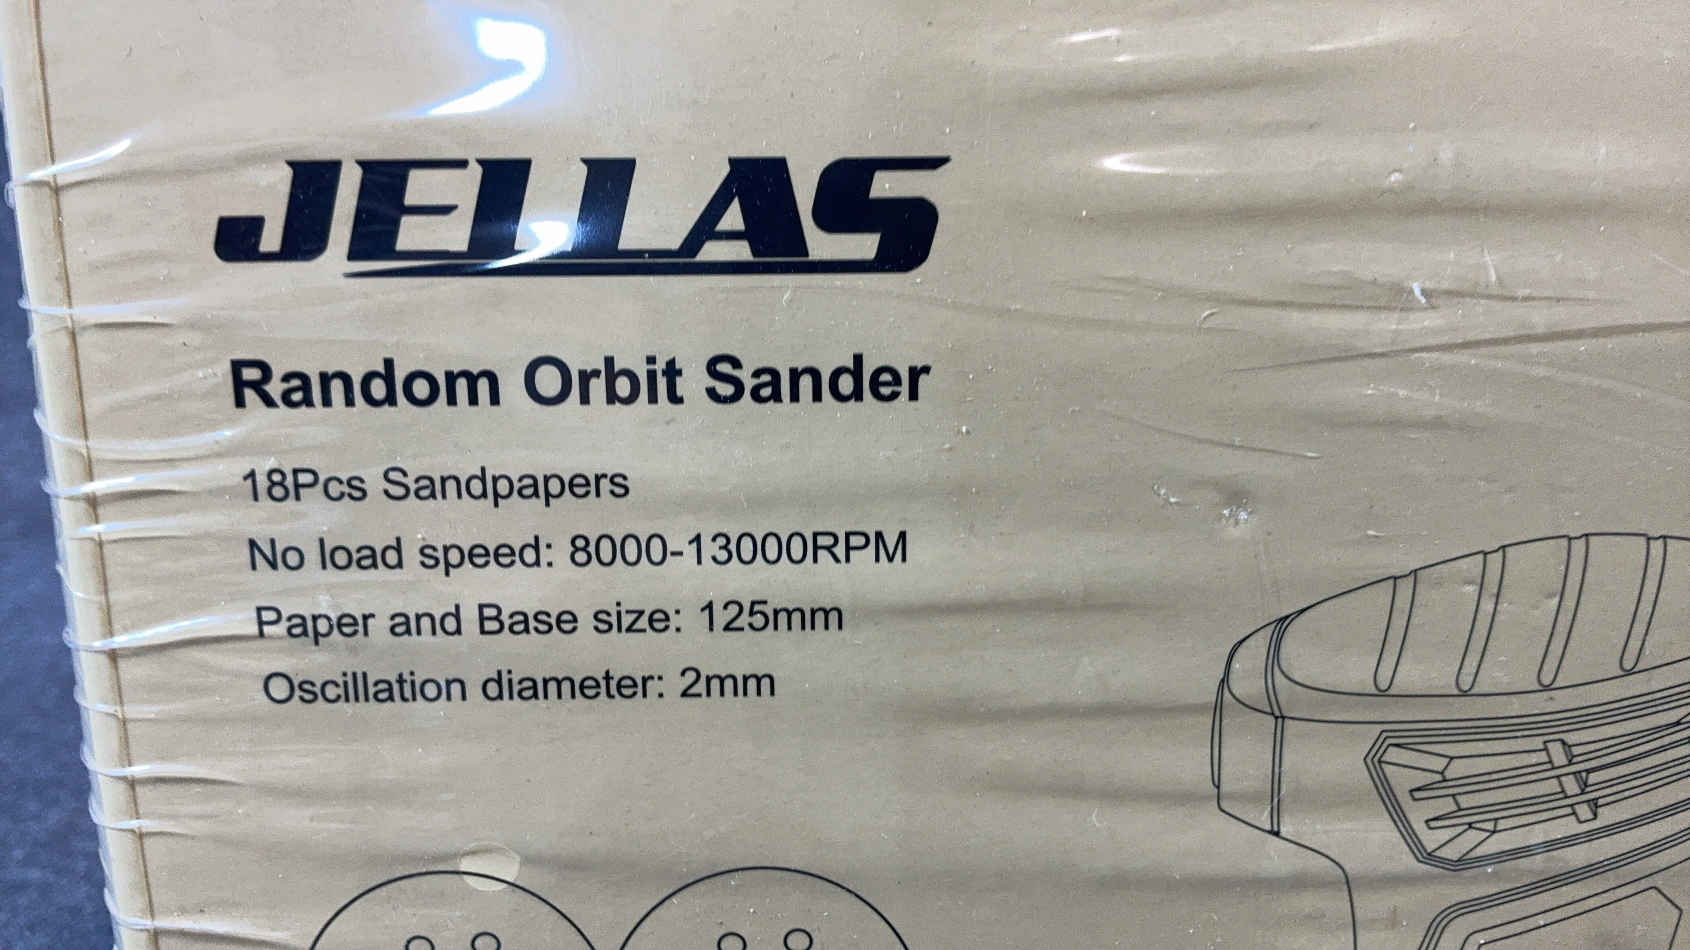 JELLAS
Random Orbit Sander
18Pcs Sandpapers
No load speed: 8000-13000RPM
Paper and Base size: 125mm
Oscillation diameter: 2mm